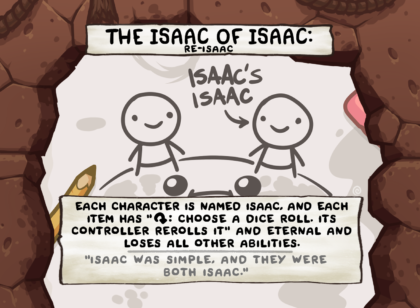 THE ISAAC OF ISAAC:
RE-ISAAC
ISAAC'S
ISAAC
EACH CHARACTER IS NAMED ISAAC, AND EACH
ITEM HAS "↷: CHOOSE A DICE ROLL. ITS
CONTROLLER REROLLS IT" AND ETERNAL AND
LOSES ALL OTHER ABILITIES.
"ISAAC WAS SIMPLE, AND THEY WERE
BOTH ISAAC."